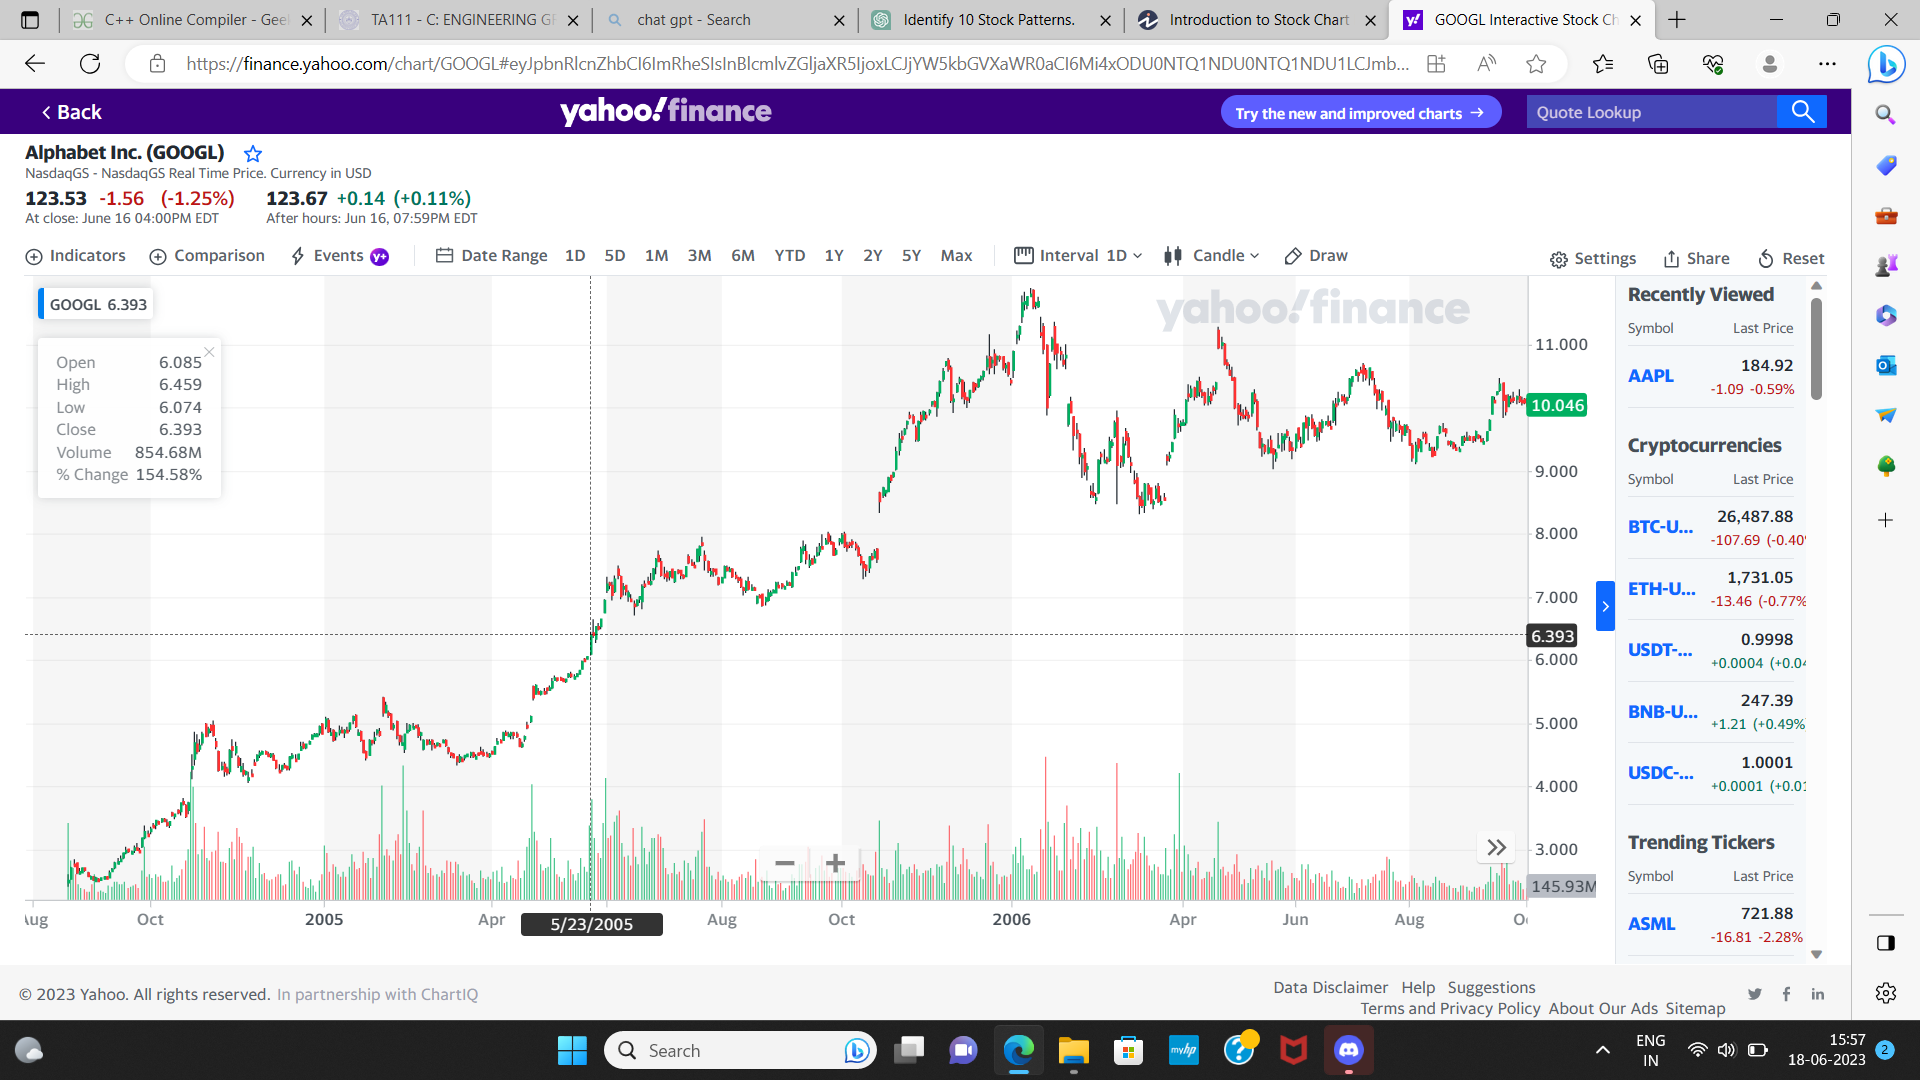 C++ Online Compiler - Gee
TA111 - C: ENGINEERING GR
chat gpt - Search
Identify 10 Stock Patterns.
Introduction to Stock Chart
GOOGL Interactive Stock Ch
Back
yahoo!finance
Try the new and improved charts →
Quote Lookup
Alphabet Inc. (GOOGL)
NasdaqGS - NasdaqGS Real Time Price. Currency in USD
123.53 -1.56 (-1.25%) 123.67 +0.14 (+0.11%)
At close: June 16 04:00PM EDT After hours: Jun 16, 07:59PM EDT
Indicators Comparison Events y+ Date Range 1D 5D 1M 3M 6M YTD 1Y 2Y 5Y Max Interval 1D Candle Draw Settings Share Reset
GOOGL 6.393
Open 6.085
High 6.459
Low 6.074
Close 6.393
Volume 854.68M
% Change 154.58%
yahoo!finance
11.000
10.046
9.000
8.000
7.000
6.393
6.000
5.000
4.000
3.000
145.93M
Aug Oct 2005 Apr 5/23/2005 Aug Oct 2006 Apr Jun Aug
Recently Viewed
Symbol Last Price
AAPL 184.92
-1.09 -0.59%
Cryptocurrencies
Symbol Last Price
BTC-U... 26,487.88
-107.69 (-0.40
ETH-U... 1,731.05
-13.46 (-0.77%
USDT-... 0.9998
+0.0004 (+0.04
BNB-U... 247.39
+1.21 (+0.49%
USDC-... 1.0001
+0.0001 (+0.01
Trending Tickers
Symbol Last Price
ASML 721.88
-16.81 -2.28%
© 2023 Yahoo. All rights reserved. In partnership with ChartIQ
Data Disclaimer Help Suggestions
Terms and Privacy Policy About Our Ads Sitemap
Search
myhp
ENG
IN
15:57
18-06-2023
2